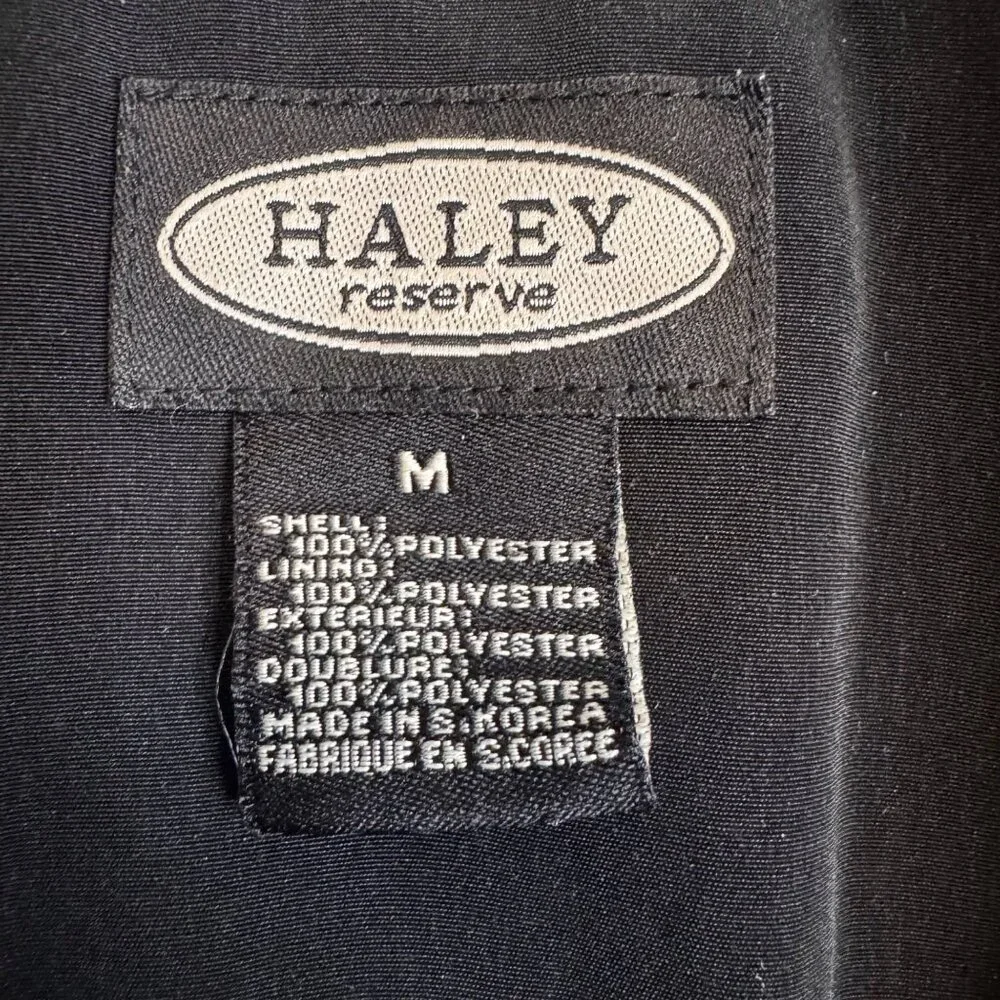 HALEY
reserve
M
SHELL:
100%POLYESTER
LINING:
100%POLYESTER
EXTERIEUR:
100%POLYESTER
DOUBLURE:
100%POLYESTER
MADE IN S.KOREA
FABRIQUE EN S.COREE